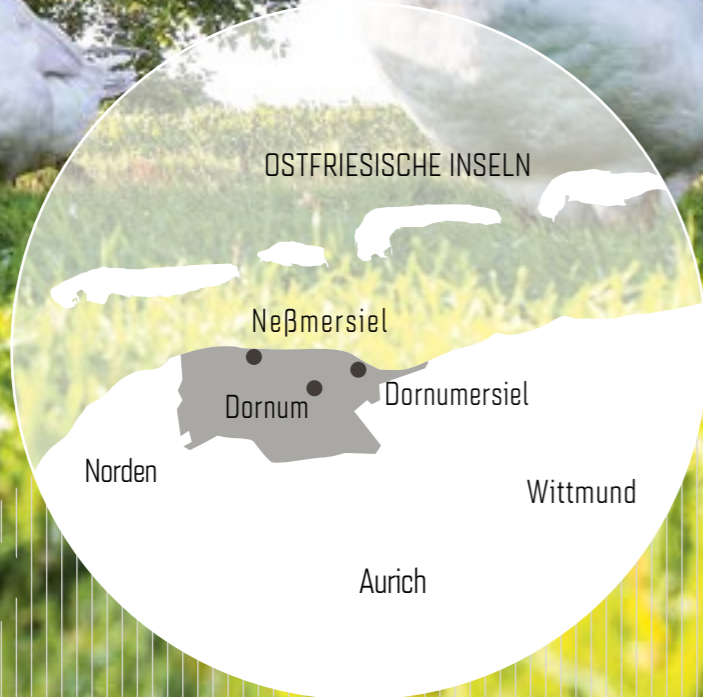 OSTFRIESISCHE INSELN
Neßmersiel
Dornum
Dornumersiel
Norden
Wittmund
Aurich